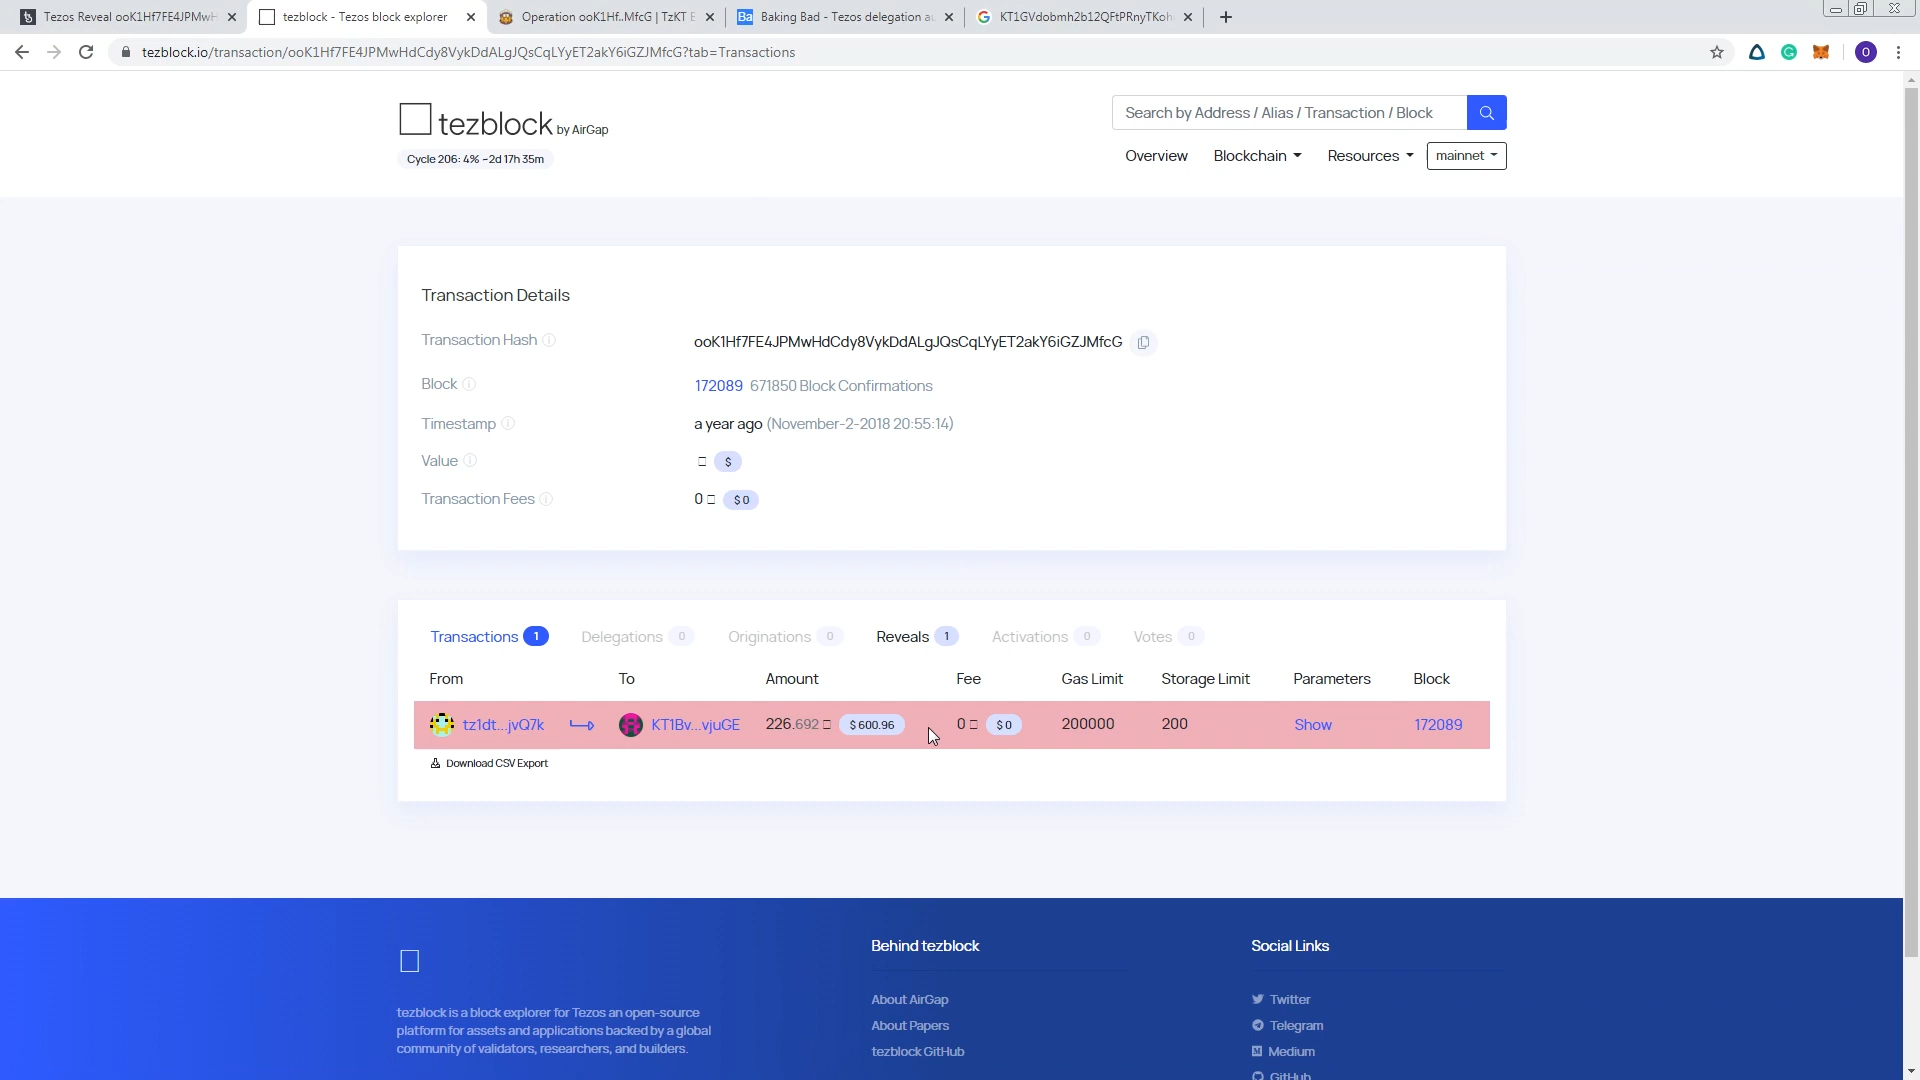 Tezos Reveal ooK1Hf7FE4JPMwH
tezblock - Tezos block explorer
Operation ooK1Hf..MfcG | TzKT E
Ba Baking Bad - Tezos delegation au
KT1GVdobmh2b12QFtPRnyTKoh
tezblock.io/transaction/ooK1Hf7FE4JPMwHdCdy8VykDdALgJQsCqLYyET2akY6iGZJMfcG?tab=Transactions
O
tezblock by AirGap
Search by Address / Alias / Transaction / Block
Cycle 206: 4% ~2d 17h 35m
Overview Blockchain Resources mainnet
Transaction Details
Transaction Hash ooK1Hf7FE4JPMwHdCdy8VykDdALgJQsCqLYyET2akY6iGZJMfcG
Block 172089 671850 Block Confirmations
Timestamp a year ago (November-2-2018 20:55:14)
Value $
Transaction Fees 0 $ 0
Transactions 1 Delegations 0 Originations 0 Reveals 1 Activations 0 Votes 0
From To Amount Fee Gas Limit Storage Limit Parameters Block
tz1dt...jvQ7k KT1Bv...vjuGE 226.692 $ 600.96 0 $ 0 200000 200 Show 172089
Download CSV Export
Behind tezblock
Social Links
tezblock is a block explorer for Tezos an open-source
platform for assets and applications backed by a global
community of validators, researchers, and builders.
About AirGap
About Papers
tezblock GitHub
Twitter
Telegram
Medium
GitHub